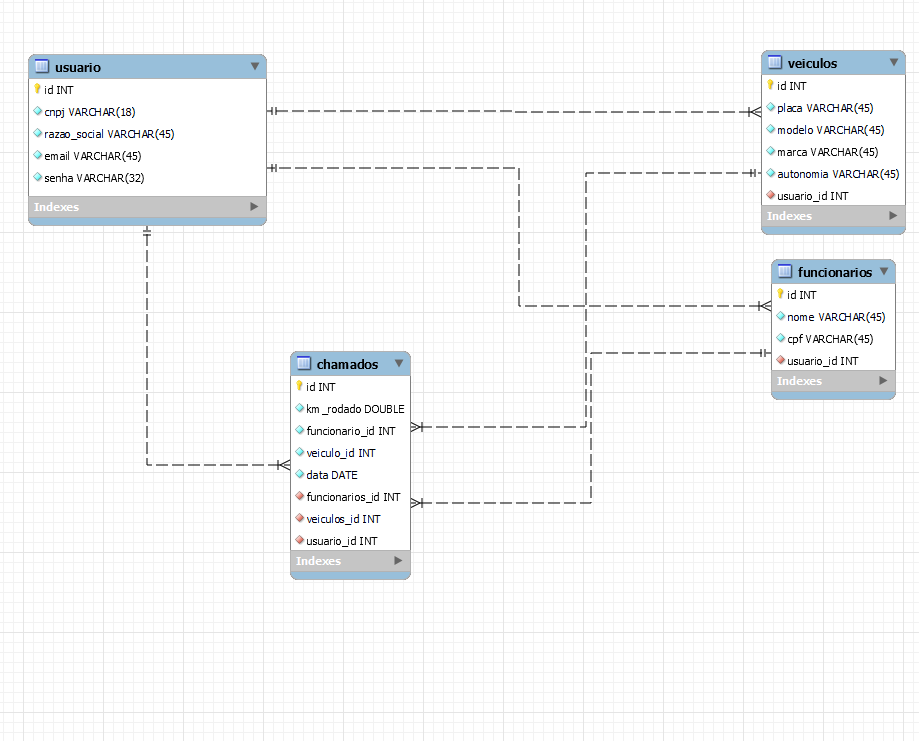 usuario
id INT
cnpj VARCHAR(18)
razao_social VARCHAR(45)
email VARCHAR(45)
senha VARCHAR(32)
Indexes
veiculos
id INT
placa VARCHAR(45)
modelo VARCHAR(45)
marca VARCHAR(45)
autonomia VARCHAR(45)
usuario_id INT
Indexes
funcionarios
id INT
nome VARCHAR(45)
cpf VARCHAR(45)
usuario_id INT
Indexes
chamados
id INT
km_rodado DOUBLE
funcionario_id INT
veiculo_id INT
data DATE
funcionarios_id INT
veiculos_id INT
usuario_id INT
Indexes